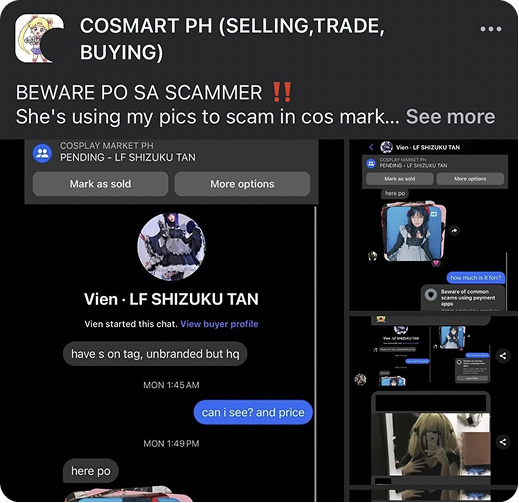 COSMART PH (SELLING,TRADE,
BUYING)
BEWARE PO SA SCAMMER ‼️
She's using my pics to scam in cos mark... See more
COSPLAY MARKET PH
PENDING - LF SHIZUKU TAN
Mark as sold
More options
Vien · LF SHIZUKU TAN
Vien started this chat. View buyer profile
have s on tag, unbranded but hq
MON 1:45 AM
can i see? and price
MON 1:49 PM
here po
Vien · LF SHIZUKU TAN
COSPLAY MARKET PH
PENDING - LF SHIZUKU TAN
Mark as sold
More options
here po
how much is it forr?
Beware of common
scams using payment
apps